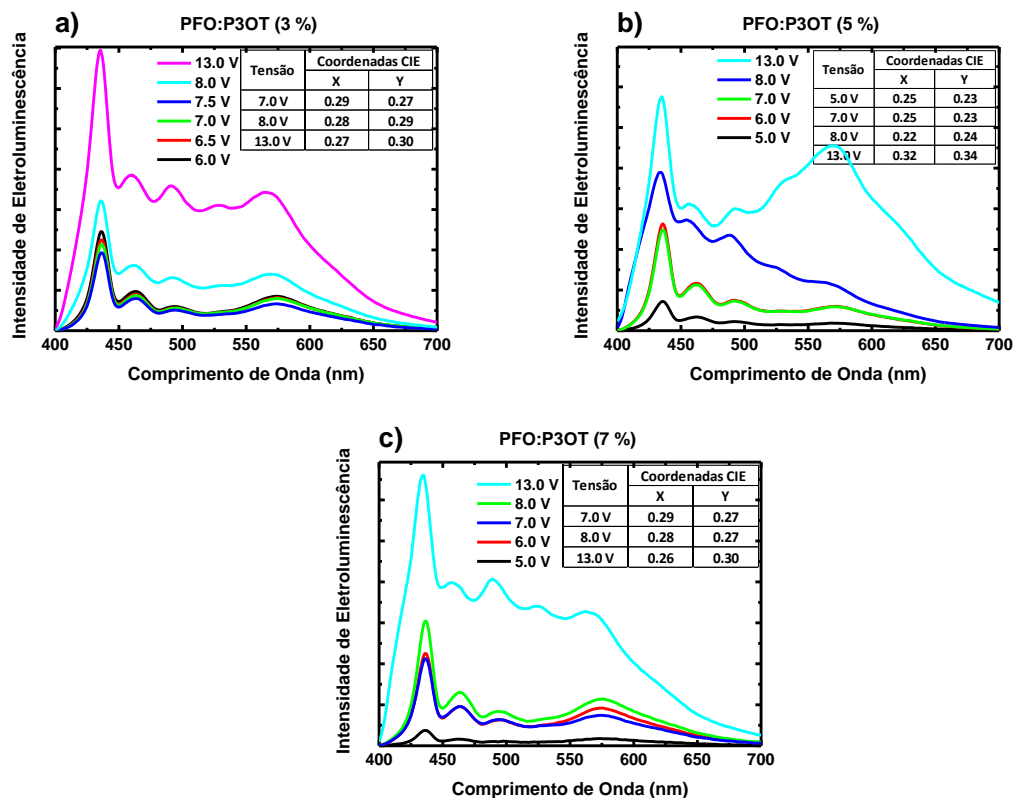 a)
PFO:P3OT (3 %)
Intensidade de Eletroluminescência
13.0 V
8.0 V
7.5 V
7.0 V
6.5 V
6.0 V
Tensão Coordenadas CIE
X Y
7.0 V 0.29 0.27
8.0 V 0.28 0.29
13.0 V 0.27 0.30
400 450 500 550 600 650 700
Comprimento de Onda (nm)
b)
PFO:P3OT (5 %)
Intensidade de Eletroluminescência
13.0 V
8.0 V
7.0 V
6.0 V
5.0 V
Tensão Coordenadas CIE
X Y
5.0 V 0.25 0.23
7.0 V 0.25 0.23
8.0 V 0.22 0.24
13.0 V 0.32 0.34
400 450 500 550 600 650 700
Comprimento de Onda (nm)
c)
PFO:P3OT (7 %)
Intensidade de Eletroluminescência
13.0 V
8.0 V
7.0 V
6.0 V
5.0 V
Tensão Coordenadas CIE
X Y
7.0 V 0.29 0.27
8.0 V 0.28 0.27
13.0 V 0.26 0.30
400 450 500 550 600 650 700
Comprimento de Onda (nm)